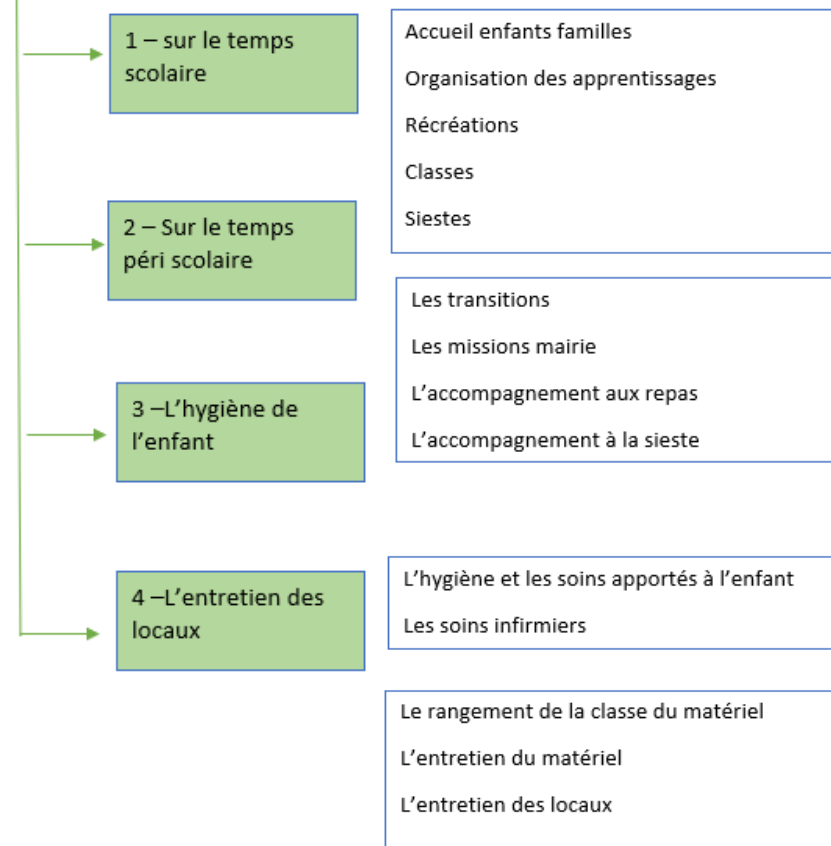 1 – sur le temps
scolaire
Accueil enfants familles
Organisation des apprentissages
Récréations
Classes
Siestes
2 – Sur le temps
péri scolaire
Les transitions
Les missions mairie
L’accompagnement aux repas
L’accompagnement à la sieste
3 –L’hygiène de
l’enfant
L’hygiène et les soins apportés à l’enfant
Les soins infirmiers
4 –L’entretien des
locaux
Le rangement de la classe du matériel
L’entretien du matériel
L’entretien des locaux